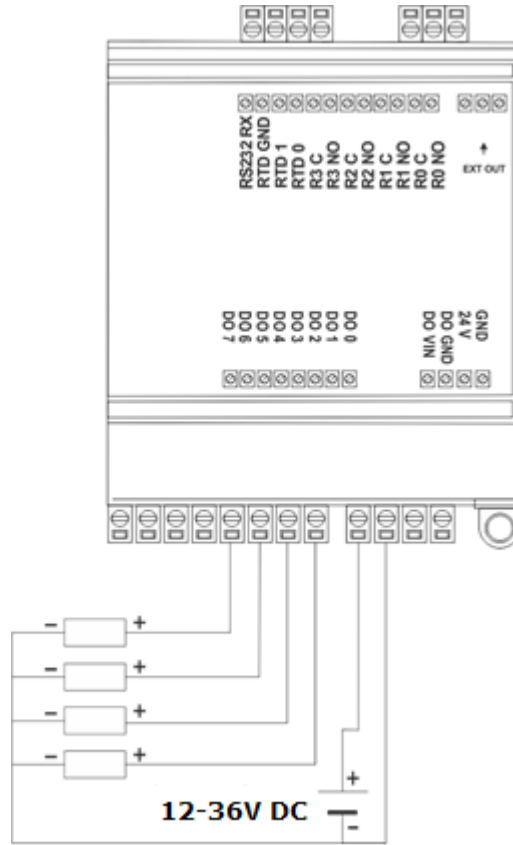 RS232 RX
RTD GND
RTD 1
RTD 0
R3 C
R3 NO
R2 C
R2 NO
R1 C
R1 NO
R0 C
R0 NO
EXT OUT
DO 7
DO 6
DO 5
DO 4
DO 3
DO 2
DO 1
DO 0
DO VIN
DO GND
24 V
GND
- +
- +
- +
- +
+
12-36V DC
-